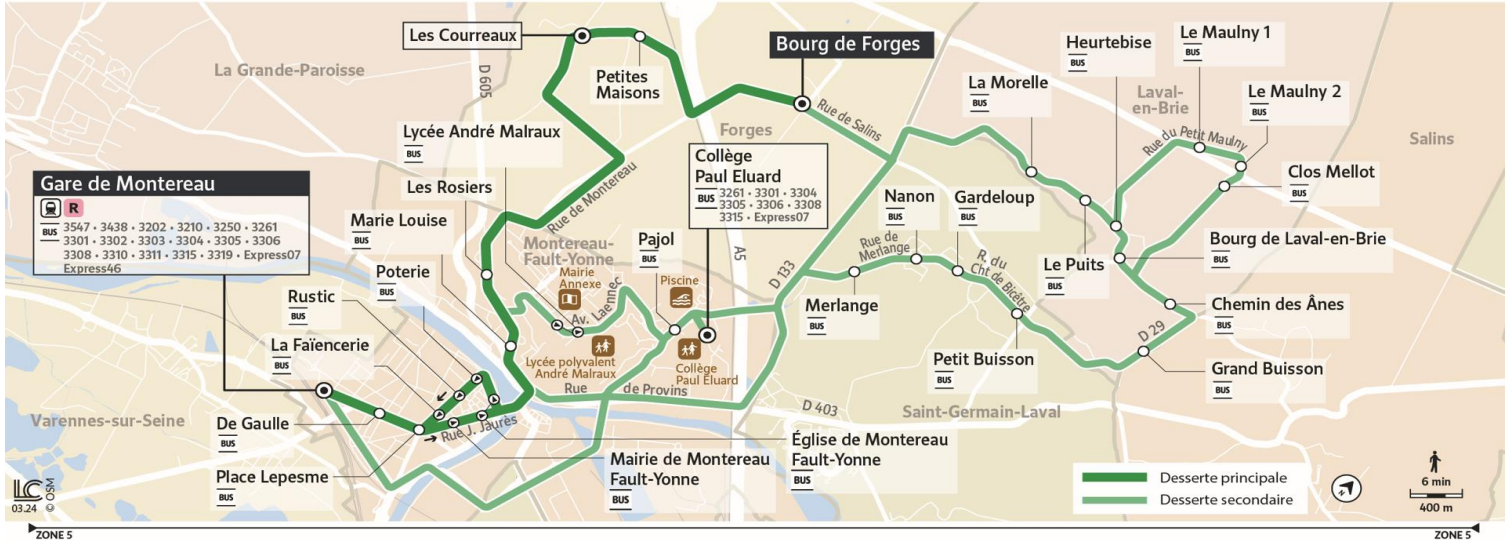 Les Courreaux
Petites
Maisons
Bourg de Forges
Rue de Salins
La Grande-Paroisse
D 605
Forges
Lycée André Malraux
BUS
Les Rosiers
Rue de Montereau
Marie Louise
BUS
Gare de Montereau
R
BUS 3547 • 3438 • 3202 • 3210 • 3250 • 3261
3301 • 3302 • 3303 • 3304 • 3305 • 3306
3308 • 3310 • 3311 • 3315 • 3319 • Express07
Express46
Poterie
BUS
Rustic
BUS
La Faïencerie
BUS
Montereau-
Fault-Yonne
Mairie
Annexe
Av. Laennec
Lycée polyvalent
André Malraux
Pajol
BUS
Piscine
Collège
Paul Eluard
BUS 3261 • 3301 • 3304
3305 • 3306 • 3308
3315 • Express07
Collège
Paul Eluard
A5
D 133
La Morelle
BUS
Heurtebise
BUS
Le Maulny 1
BUS
Le Maulny 2
BUS
Laval-
en-Brie
Rue du Petit Maulny
Salins
Clos Mellot
BUS
Nanon
BUS
Gardeloup
BUS
Rue de
Merlange
R. du
Cht de Bicêtre
Merlange
BUS
Le Puits
BUS
Bourg de Laval-en-Brie
BUS
Chemin des Ânes
BUS
D 29
Petit Buisson
BUS
Grand Buisson
BUS
Rue de Provins
D 403
Saint-Germain-Laval
Varennes-sur-Seine
De Gaulle
BUS
Rue J. Jaurès
Place Lepesme
BUS
Mairie de Montereau
Fault-Yonne
BUS
Église de Montereau
Fault-Yonne
BUS
Desserte principale
Desserte secondaire
6 min
400 m
LC
03.24
© OSM
ZONE 5
ZONE 5